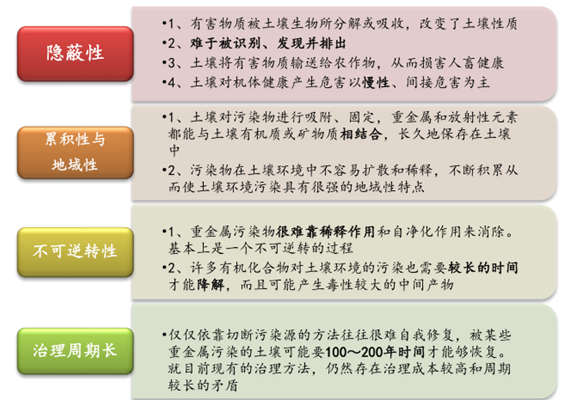 隐蔽性
•1、有害物质被土壤生物所分解或吸收，改变了土壤性质
•2、难于被识别、发现并排出
•3、土壤将有害物质输送给农作物，从而损害人畜健康
•4、土壤对机体健康产生危害以慢性、间接危害为主
累积性与
地域性
•1、土壤对污染物进行吸附、固定，重金属和放射性元素
都能与土壤有机质或矿物质相结合，长久地保存在土壤
中
•2、污染物在土壤环境中不容易扩散和稀释，不断积累从
而使土壤环境污染具有很强的地域性特点
不可逆转性
•1、重金属污染物很难靠稀释作用和自净化作用来消除。
基本上是一个不可逆转的过程
•2、许多有机化合物对土壤环境的污染也需要较长的时间
才能降解，而且可能产生毒性较大的中间产物
治理周期长
•仅仅依靠切断污染源的方法往往很难自我修复，被某些
重金属污染的土壤可能要100～200年时间才能够恢复。
就目前现有的治理方法，仍然存在治理成本较高和周期
较长的矛盾